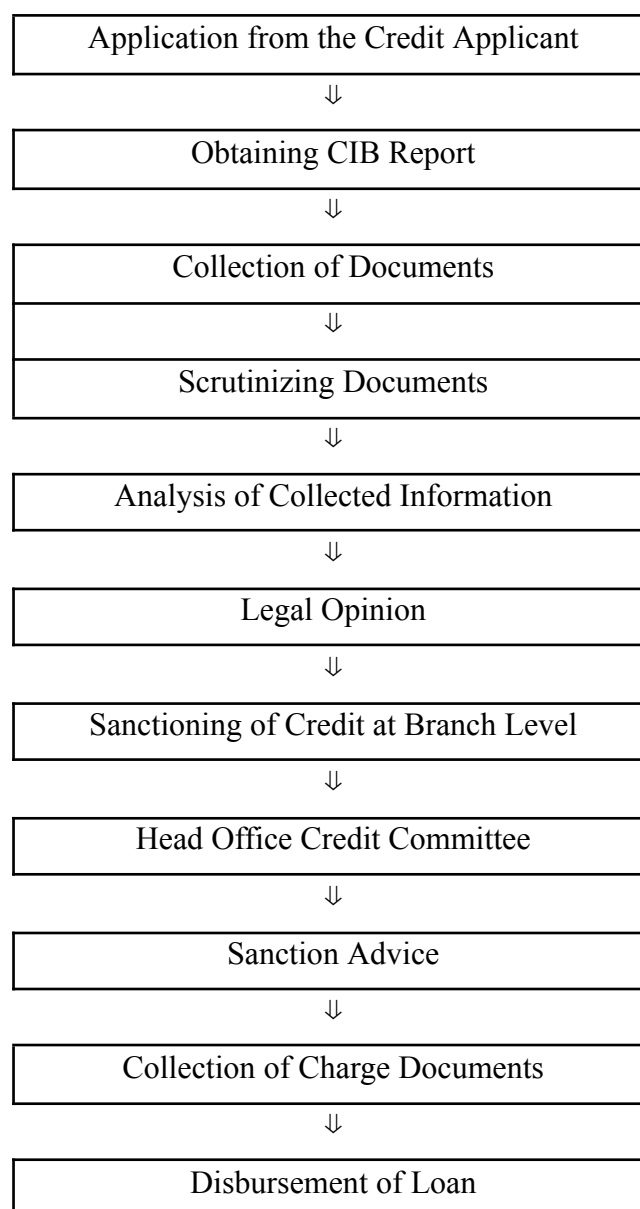 Application from the Credit Applicant
⇓
Obtaining CIB Report
⇓
Collection of Documents
⇓
Scrutinizing Documents
⇓
Analysis of Collected Information
⇓
Legal Opinion
⇓
Sanctioning of Credit at Branch Level
⇓
Head Office Credit Committee
⇓
Sanction Advice
⇓
Collection of Charge Documents
⇓
Disbursement of Loan